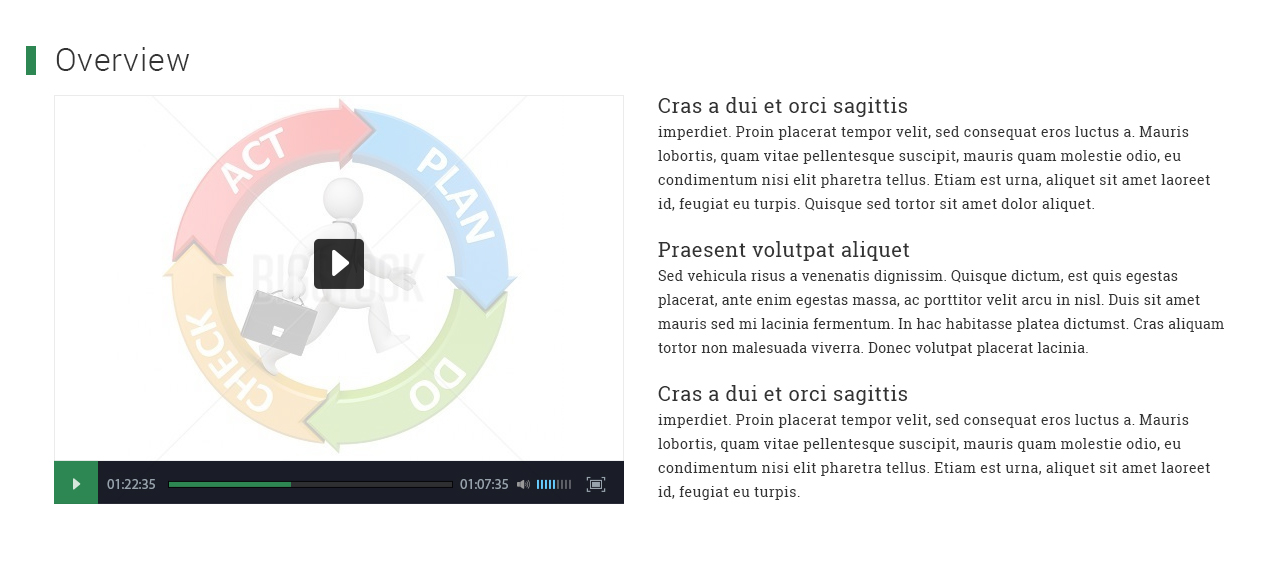 Overview
ACT
PLAN
DO
CHECK
01:22:35
01:07:35
Cras a dui et orci sagittis
imperdiet. Proin placerat tempor velit, sed consequat eros luctus a. Mauris
lobortis, quam vitae pellentesque suscipit, mauris quam molestie odio, eu
condimentum nisi elit pharetra tellus. Etiam est urna, aliquet sit amet laoreet
id, feugiat eu turpis. Quisque sed tortor sit amet dolor aliquet.
Praesent volutpat aliquet
Sed vehicula risus a venenatis dignissim. Quisque dictum, est quis egestas
placerat, ante enim egestas massa, ac porttitor velit arcu in nisl. Duis sit amet
mauris sed mi lacinia fermentum. In hac habitasse platea dictumst. Cras aliquam
tortor non malesuada viverra. Donec volutpat placerat lacinia.
Cras a dui et orci sagittis
imperdiet. Proin placerat tempor velit, sed consequat eros luctus a. Mauris
lobortis, quam vitae pellentesque suscipit, mauris quam molestie odio, eu
condimentum nisi elit pharetra tellus. Etiam est urna, aliquet sit amet laoreet
id, feugiat eu turpis.